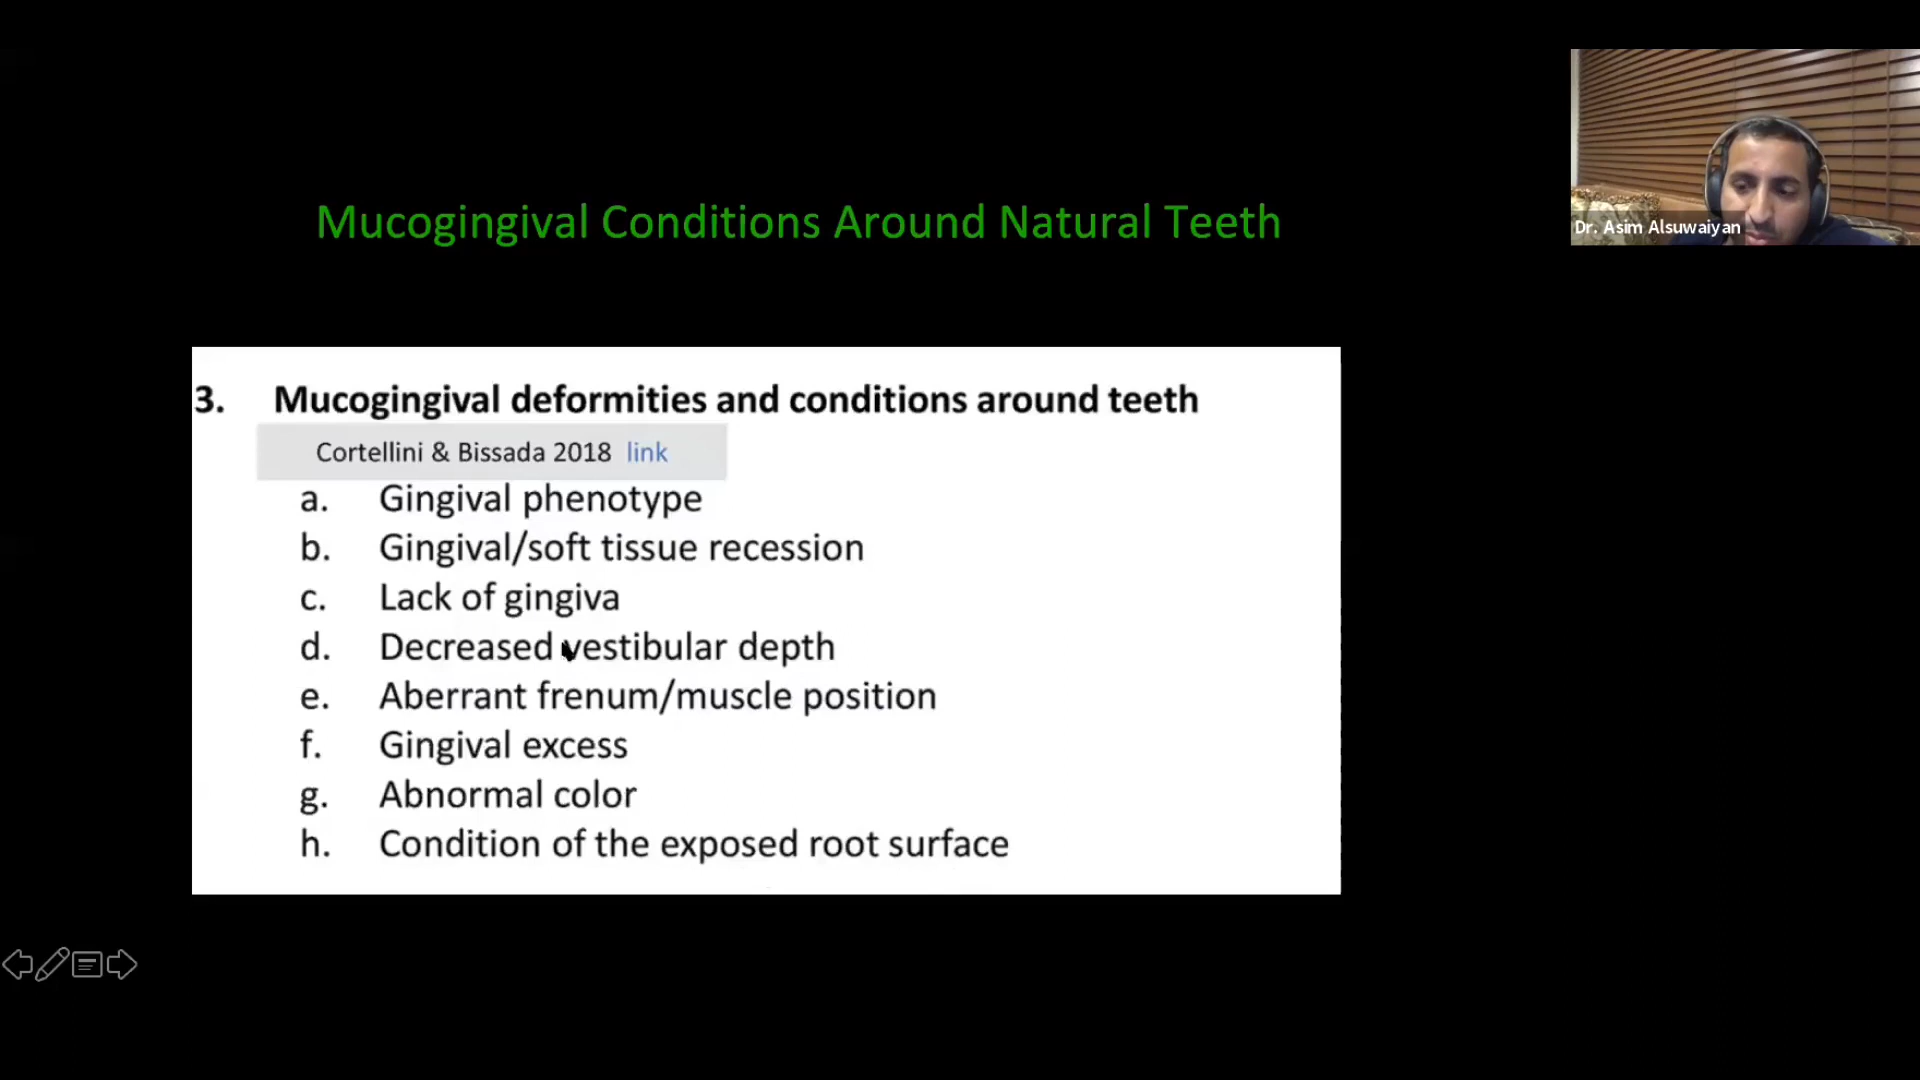 Mucogingival Conditions Around Natural Teeth
Dr. Asim Alsuwaiyan
3. Mucogingival deformities and conditions around teeth
Cortellini & Bissada 2018 link
a. Gingival phenotype
b. Gingival/soft tissue recession
c. Lack of gingiva
d. Decreased vestibular depth
e. Aberrant frenum/muscle position
f. Gingival excess
g. Abnormal color
h. Condition of the exposed root surface